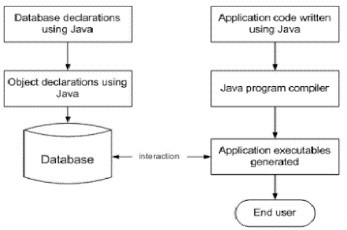 Database declarations
using Java
Application code written
using Java
Object declarations using
Java
Java program compiler
Database
interaction
Application executables
generated
End user